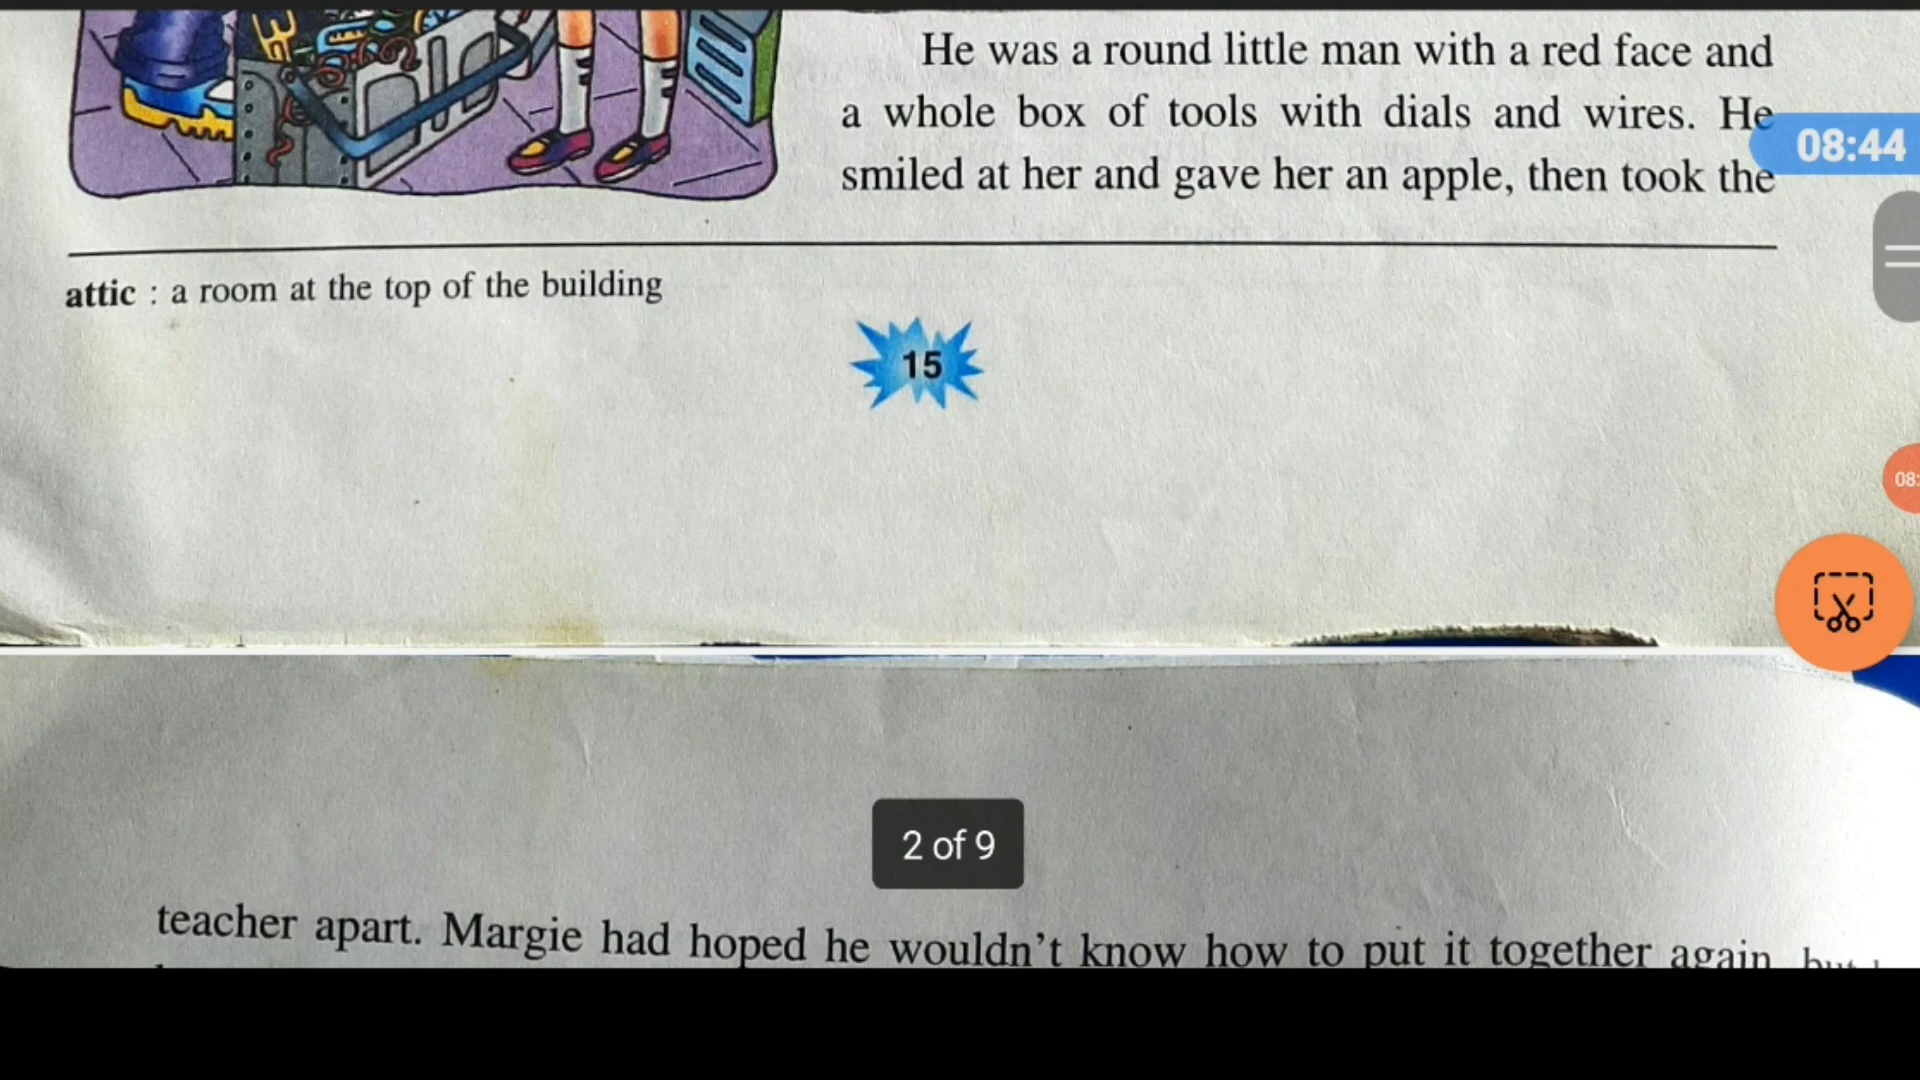 He was a round little man with a red face and
a whole box of tools with dials and wires. He
smiled at her and gave her an apple, then took the
08:44
attic : a room at the top of the building
15
08:
2 of 9
teacher apart. Margie had hoped he wouldn't know how to put it together again